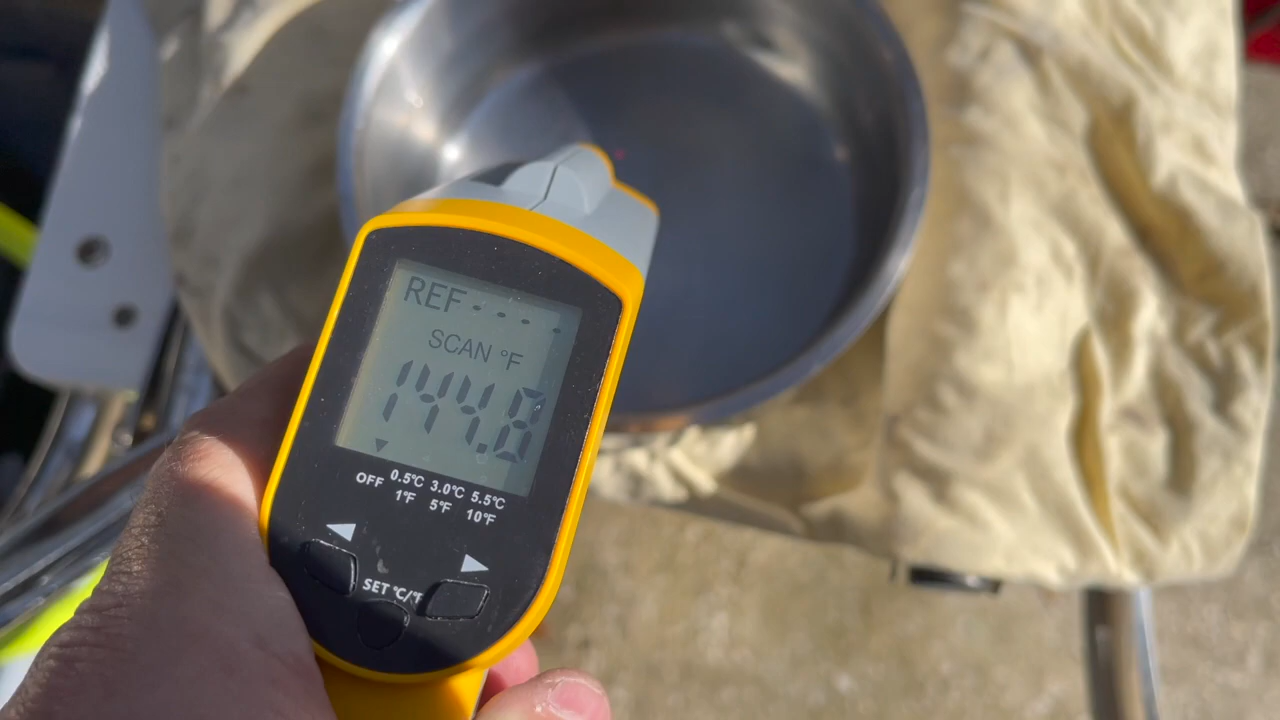 REF - - - -
SCAN °F
144.8
OFF 0.5°C 3.0°C 5.5°C
1°F 5°F 10°F
SET °C/°F